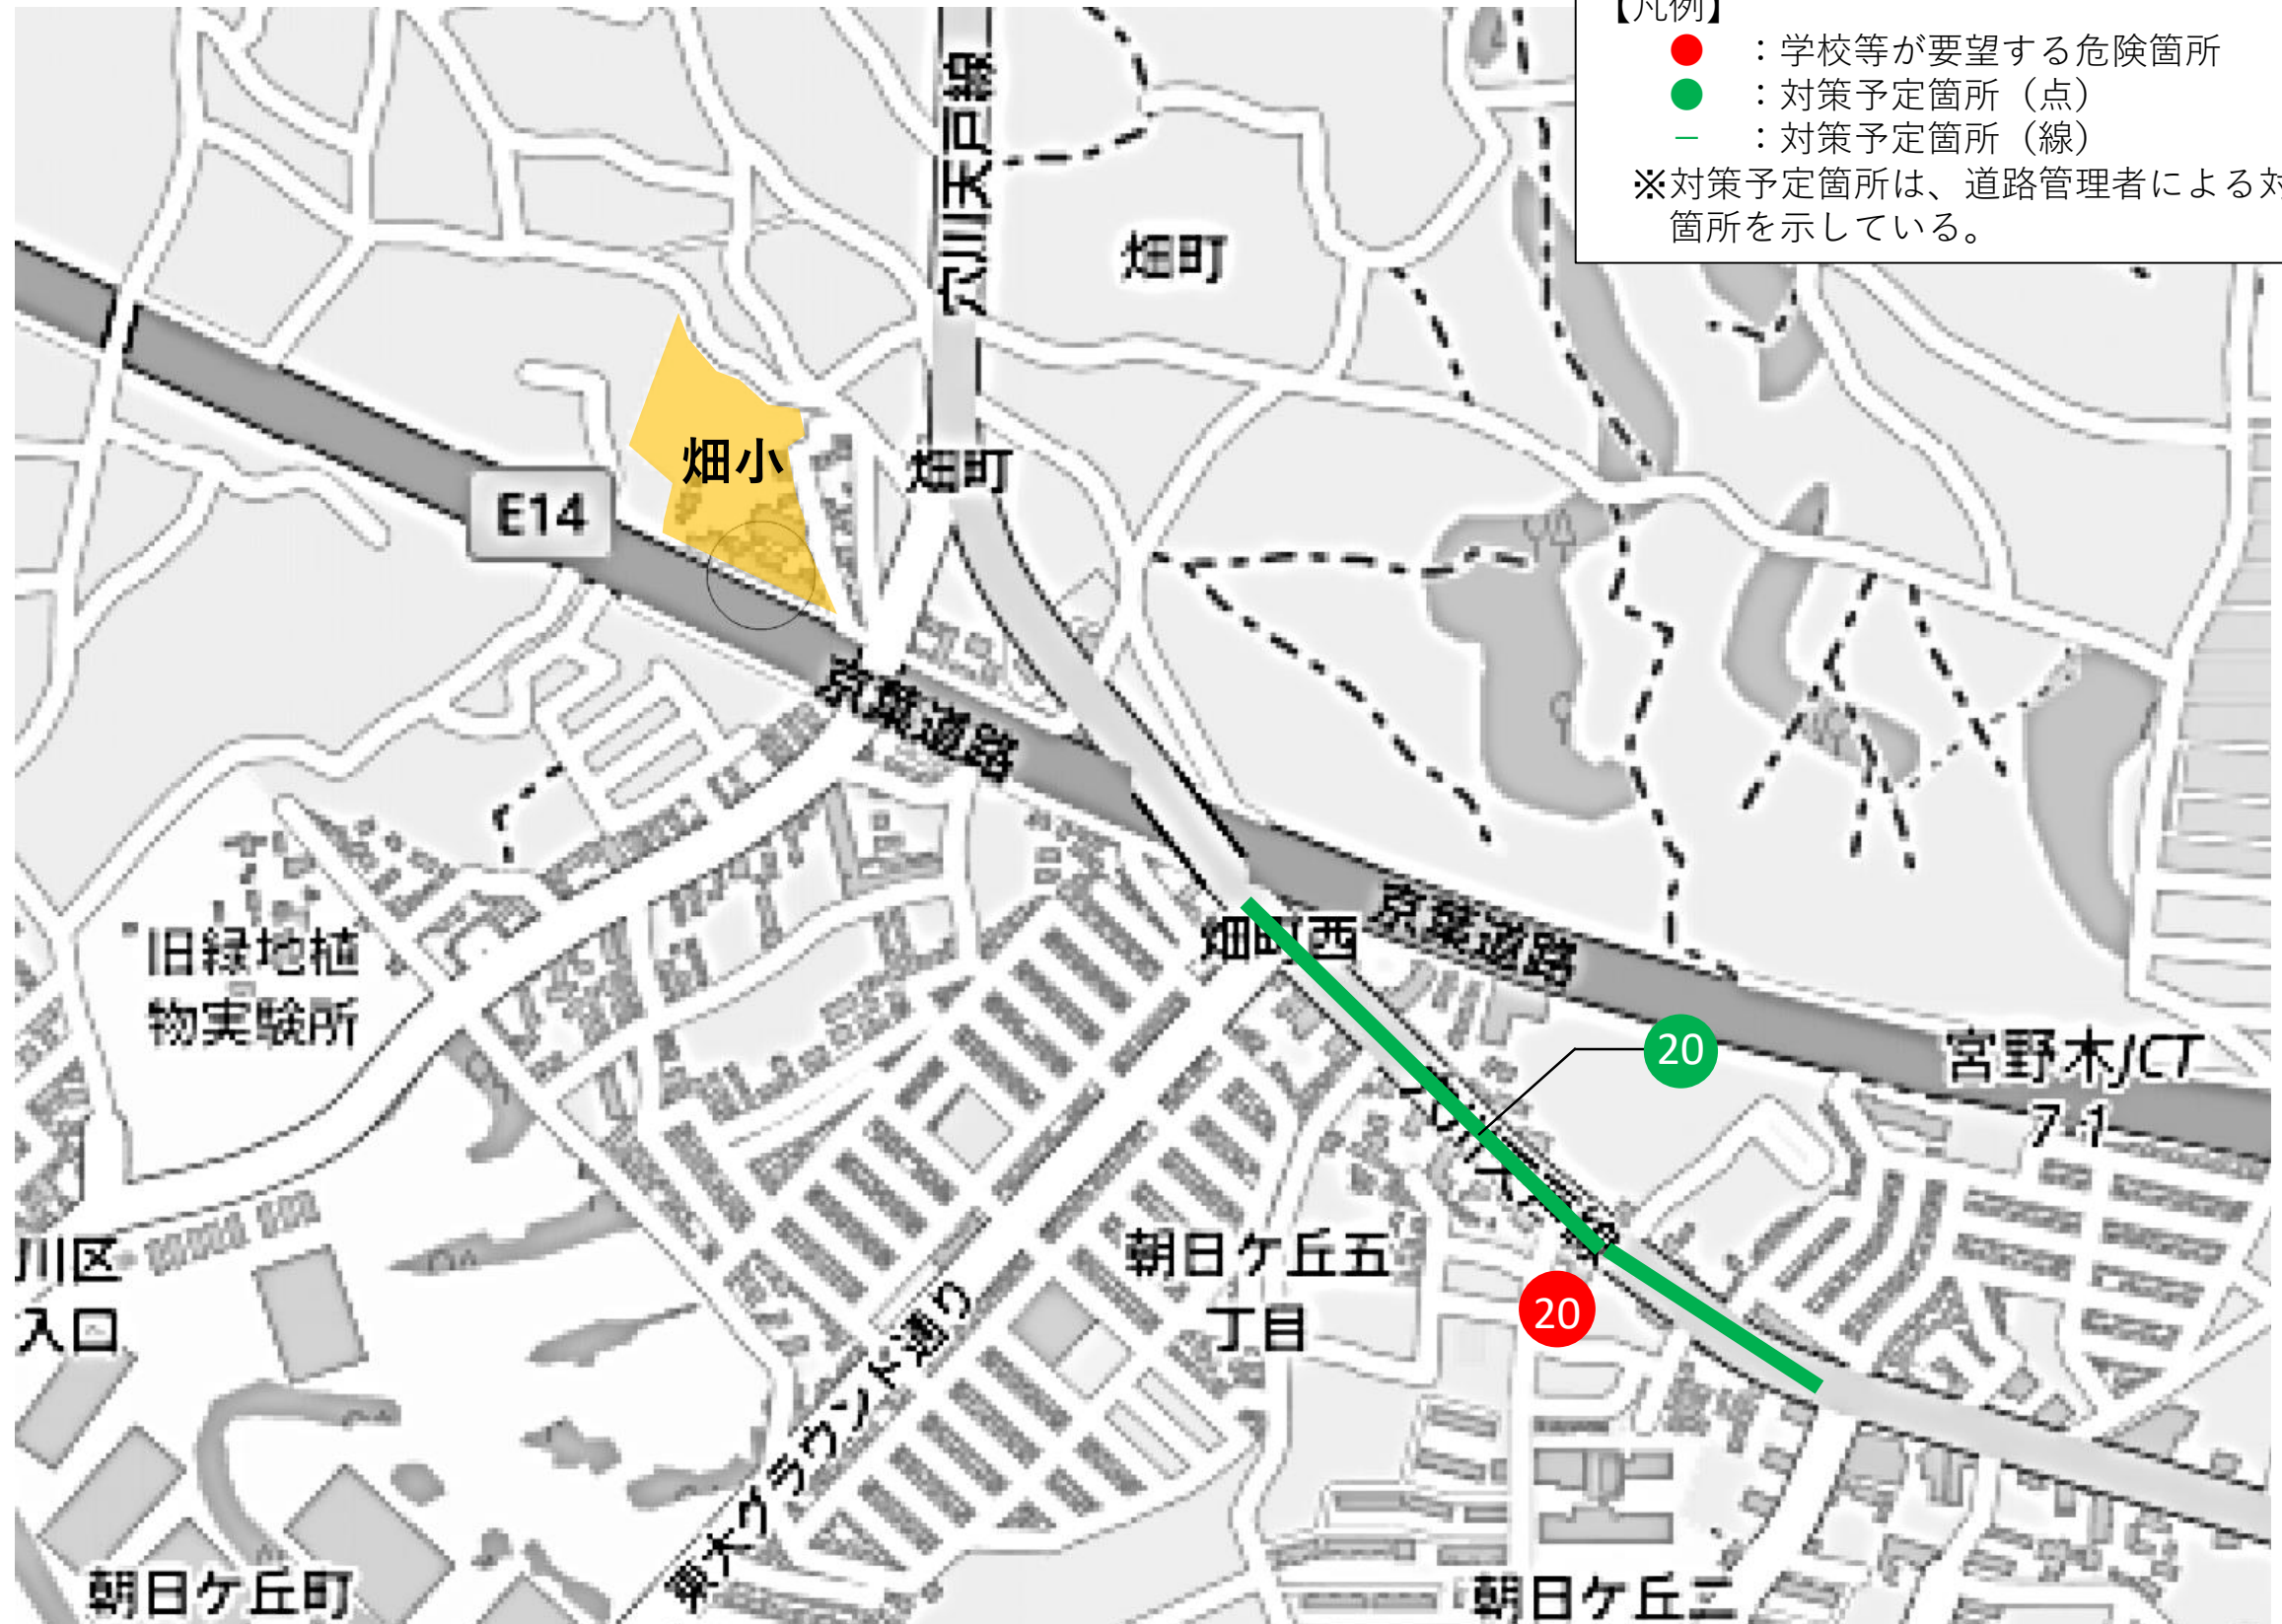 【凡例】
：学校等が要望する危険箇所
：対策予定箇所（点）
：対策予定箇所（線）
※対策予定箇所は、道路管理者による対
箇所を示している。
穴川天戸線
畑町
畑小
畑町
E14
京葉道路
畑町西
京葉道路
旧緑地植
物実験所
20
宮野木JCT
7-1
朝日ケ丘五
丁目
20
川区
入口
東大グラウンド通り
朝日ケ丘町
朝日ケ丘二